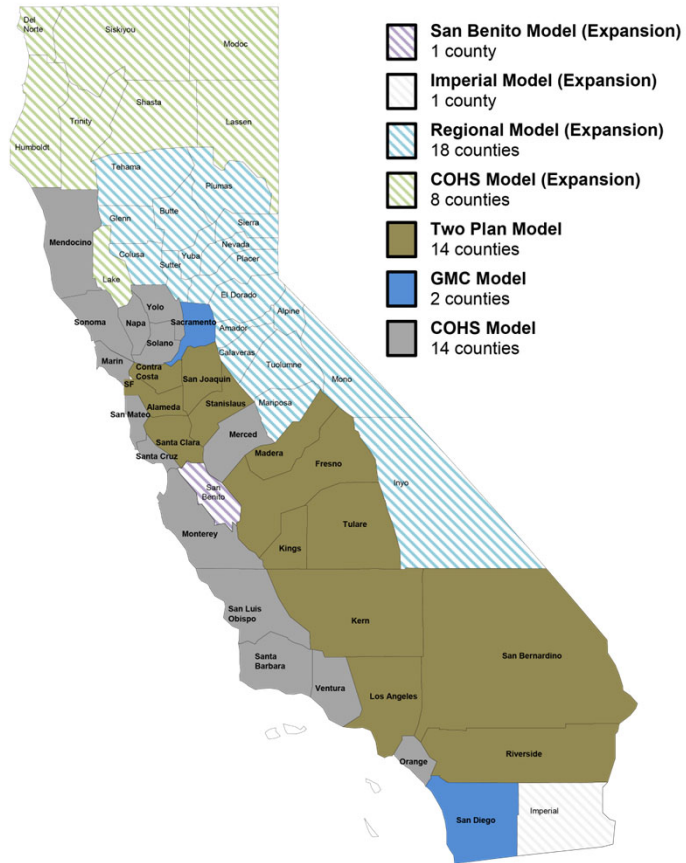 Del
Norte
Siskiyou
Modoc
San Benito Model (Expansion)
1 county
Imperial Model (Expansion)
1 county
Regional Model (Expansion)
18 counties
COHS Model (Expansion)
8 counties
Two Plan Model
14 counties
GMC Model
2 counties
COHS Model
14 counties
Shasta
Trinity
Lassen
Humboldt
Tehama
Plumas
Butte
Glenn
Sierra
Mendocino
Nevada
Colusa
Yuba
Placer
Sutter
Lake
El Dorado
Yolo
Alpine
Sonoma
Napa
Sacramento
Amador
Solano
Calaveras
Marin
Contra
Costa
Tuolumne
San Joaquin
Mono
SF
Stanislaus
Mariposa
Alameda
San Mateo
Merced
Santa Clara
Madera
Santa Cruz
Fresno
San
Benito
Inyo
Tulare
Monterey
Kings
San Luis
Obispo
Kern
Santa
Barbara
San Bernardino
Ventura
Los Angeles
Riverside
Orange
Imperial
San Diego